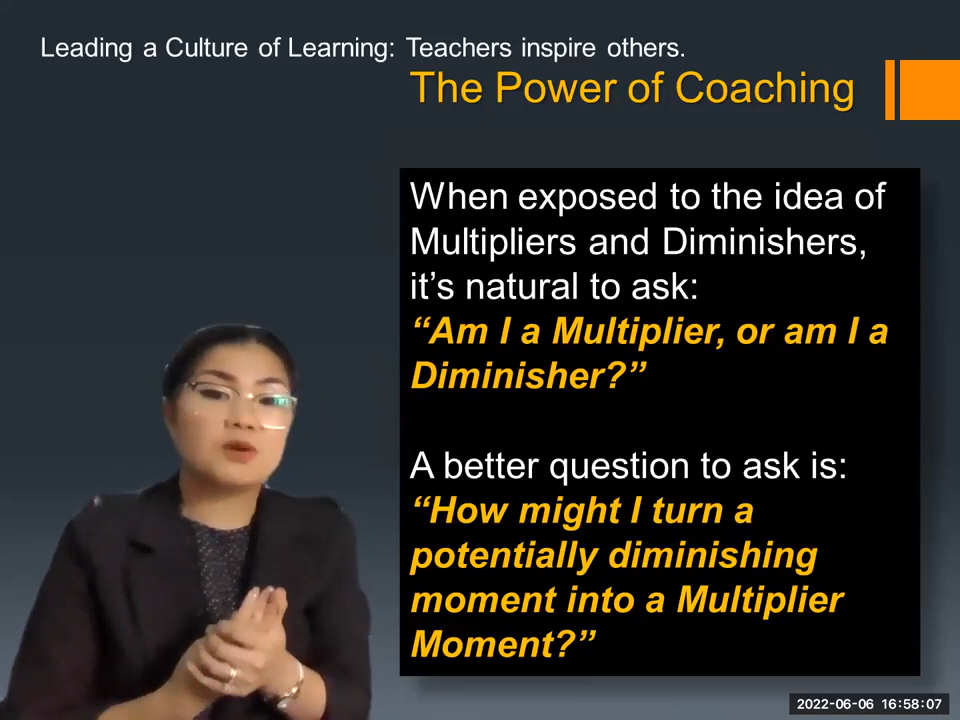 Leading a Culture of Learning: Teachers inspire others.
The Power of Coaching
When exposed to the idea of
Multipliers and Diminishers,
it’s natural to ask:
“Am I a Multiplier, or am I a
Diminisher?”
A better question to ask is:
“How might I turn a
potentially diminishing
moment into a Multiplier
Moment?”
2022-06-06 16:58:07